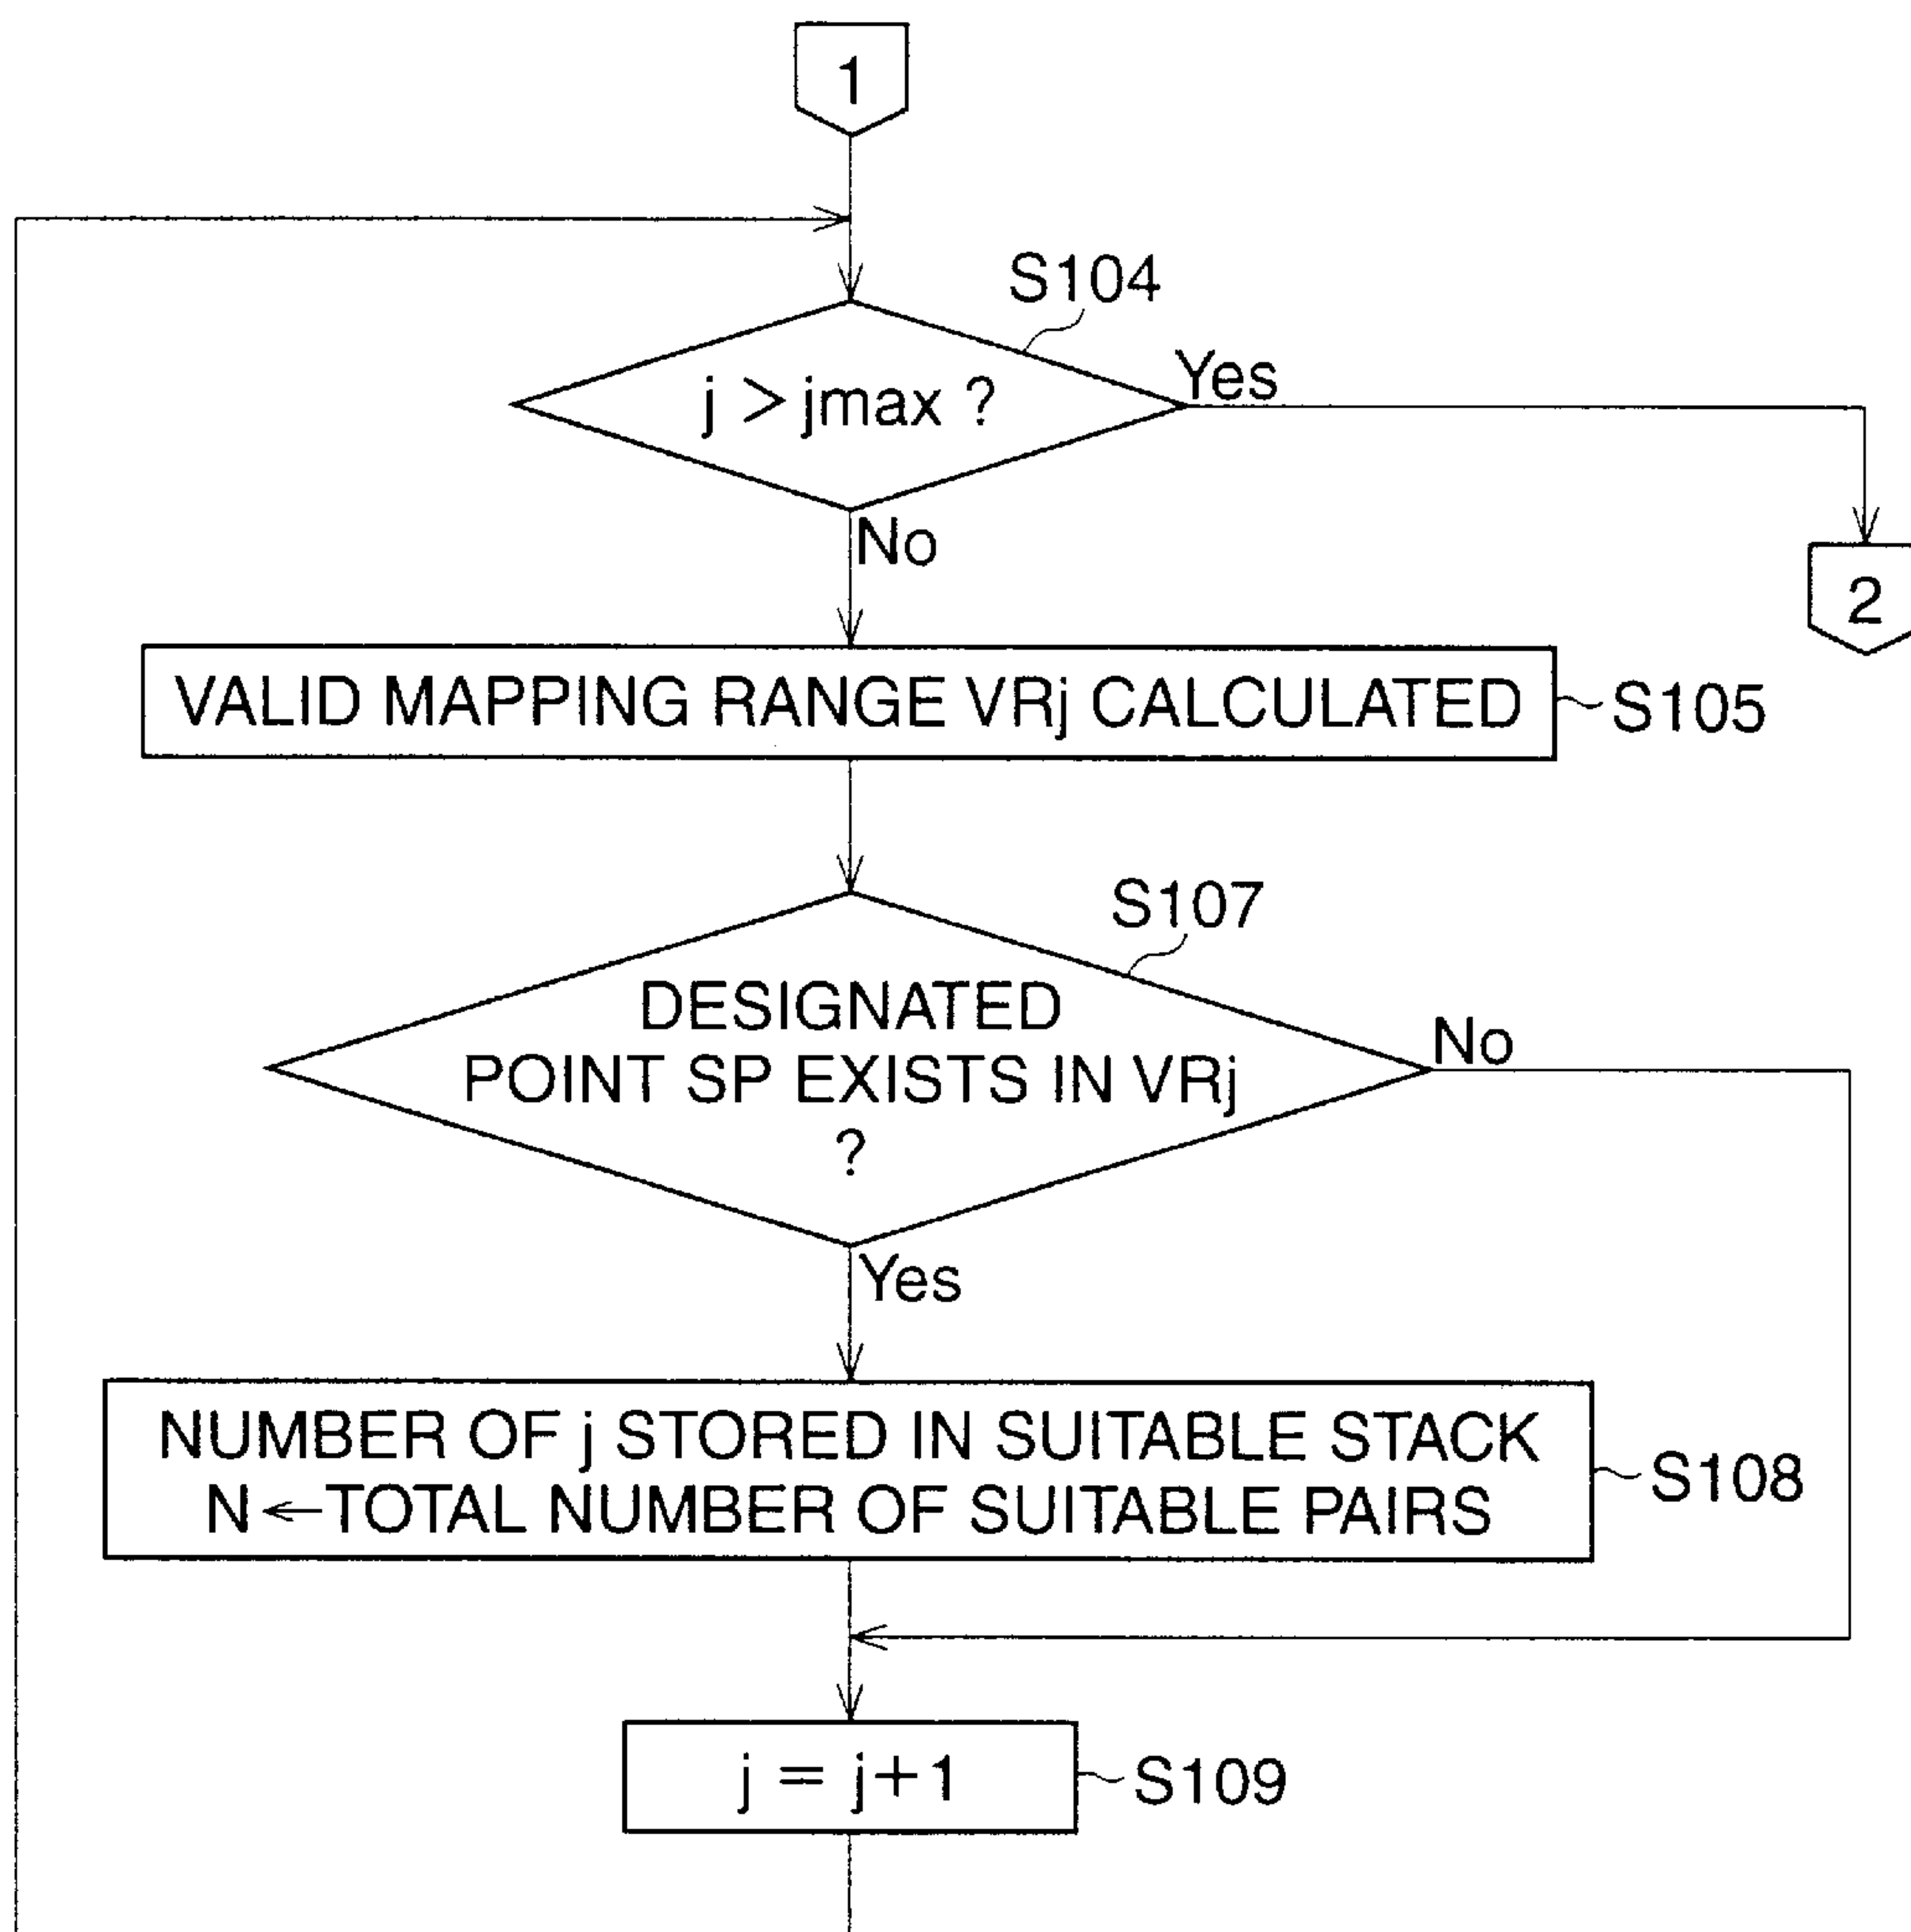 1
S104
j > jmax ?
Yes
No
2
VALID MAPPING RANGE VRj CALCULATED
S105
S107
DESIGNATED
POINT SP EXISTS IN VRj
?
No
Yes
NUMBER OF j STORED IN SUITABLE STACK
N ←TOTAL NUMBER OF SUITABLE PAIRS
S108
j = j+1
S109